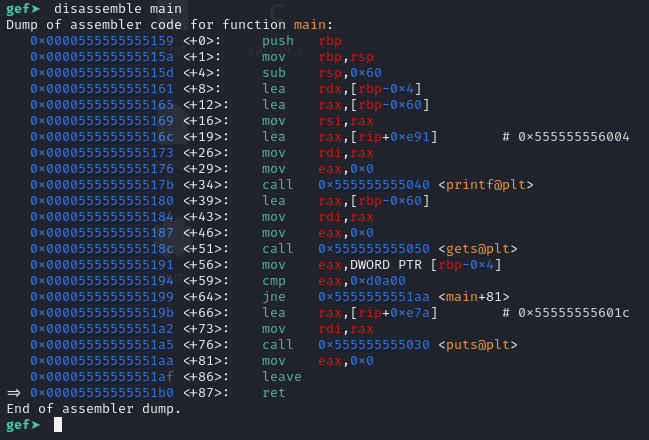 gef➤  disassemble main
Dump of assembler code for function main:
   0x0000555555555159 <+0>:     push   rbp
   0x000055555555515a <+1>:     mov    rbp,rsp
   0x000055555555515d <+4>:     sub    rsp,0x60
   0x0000555555555161 <+8>:     lea    rdx,[rbp-0x4]
   0x0000555555555165 <+12>:    lea    rax,[rbp-0x60]
   0x0000555555555169 <+16>:    mov    rsi,rax
   0x000055555555516c <+19>:    lea    rax,[rip+0xe91]        # 0x555555556004
   0x0000555555555173 <+26>:    mov    rdi,rax
   0x0000555555555176 <+29>:    mov    eax,0x0
   0x000055555555517b <+34>:    call   0x555555555040 <printf@plt>
   0x0000555555555180 <+39>:    lea    rax,[rbp-0x60]
   0x0000555555555184 <+43>:    mov    rdi,rax
   0x0000555555555187 <+46>:    mov    eax,0x0
   0x000055555555518c <+51>:    call   0x555555555050 <gets@plt>
   0x0000555555555191 <+56>:    mov    eax,DWORD PTR [rbp-0x4]
   0x0000555555555194 <+59>:    cmp    eax,0xd0a00
   0x0000555555555199 <+64>:    jne    0x5555555551aa <main+81>
   0x000055555555519b <+66>:    lea    rax,[rip+0xe7a]        # 0x55555555601c
   0x00005555555551a2 <+73>:    mov    rdi,rax
   0x00005555555551a5 <+76>:    call   0x555555555030 <puts@plt>
   0x00005555555551aa <+81>:    mov    eax,0x0
   0x00005555555551af <+86>:    leave
=> 0x00005555555551b0 <+87>:    ret
End of assembler dump.
gef➤